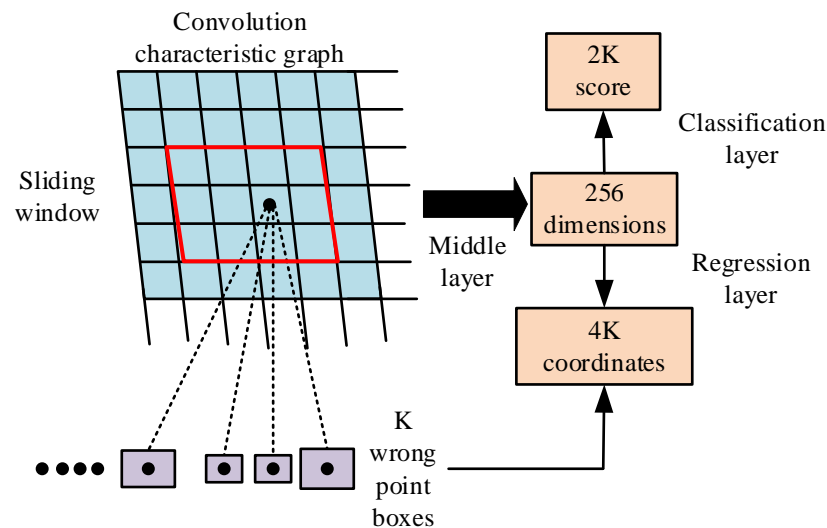 Convolution
characteristic graph
Sliding
window
Middle
layer
2K
score
Classification
layer
256
dimensions
Regression
layer
4K
coordinates
K
wrong
point
boxes